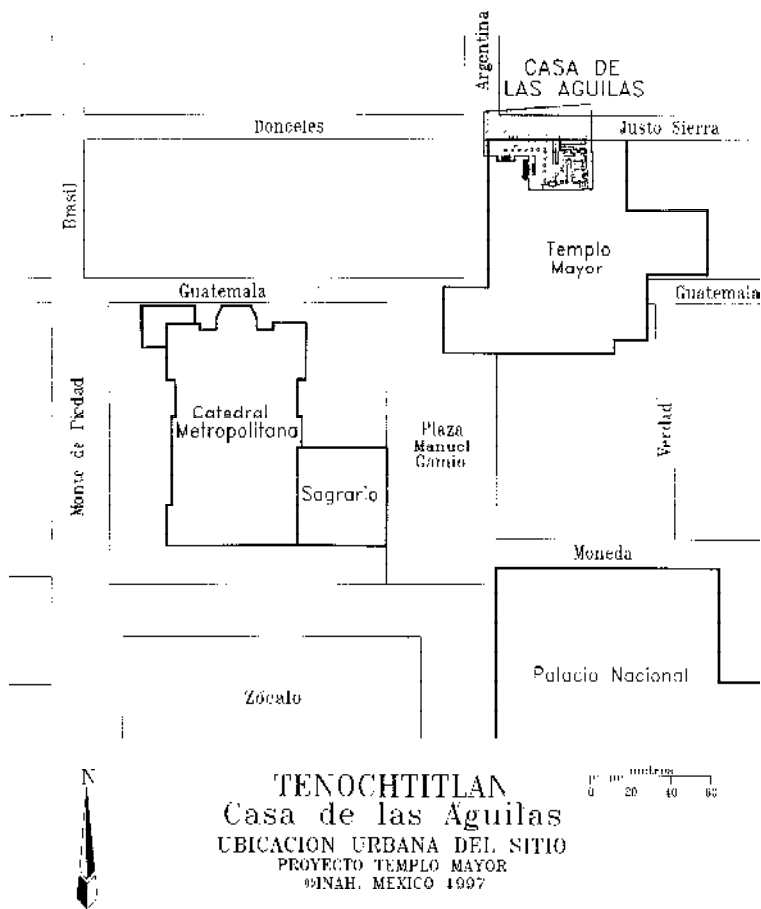 Argentina
CASA DE
LAS AGUILAS
Donceles
Justo Sierra
Brasil
Templo
Mayor
Guatemala
Guatemala
Catedral
Metropolitana
Monte de Piedad
Plaza
Manuel
Gamio
Verdad
Sagrario
Moneda
Palacio Nacional
Zócalo
N
metros
0 20 40 60
TENOCHTITLAN
Casa de las Aguilas
UBICACION URBANA DEL SITIO
PROYECTO TEMPLO MAYOR
©INAH. MEXICO 1997